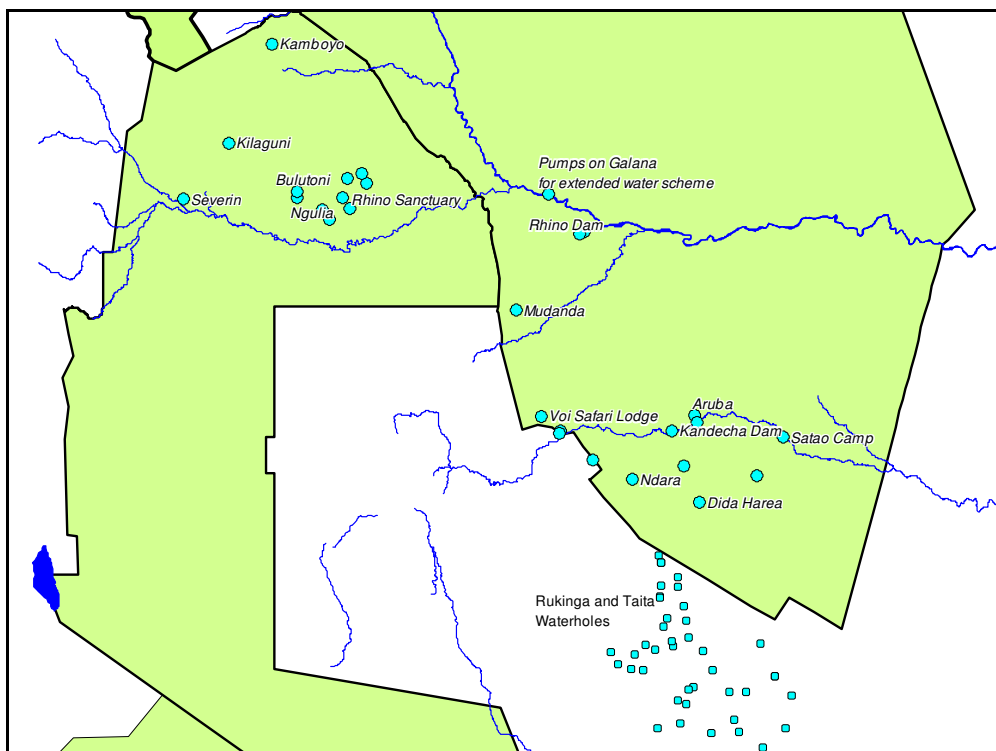 Kamboyo
Kilaguni
Pumps on Galana
for extended water scheme
Bulutoni
Severin
Rhino Sanctuary
Ngulia
Rhino Dam
Mudanda
Aruba
Voi Safari Lodge
Kandecha Dam
Satao Camp
Ndara
Dida Harea
Rukinga and Taita
Waterholes